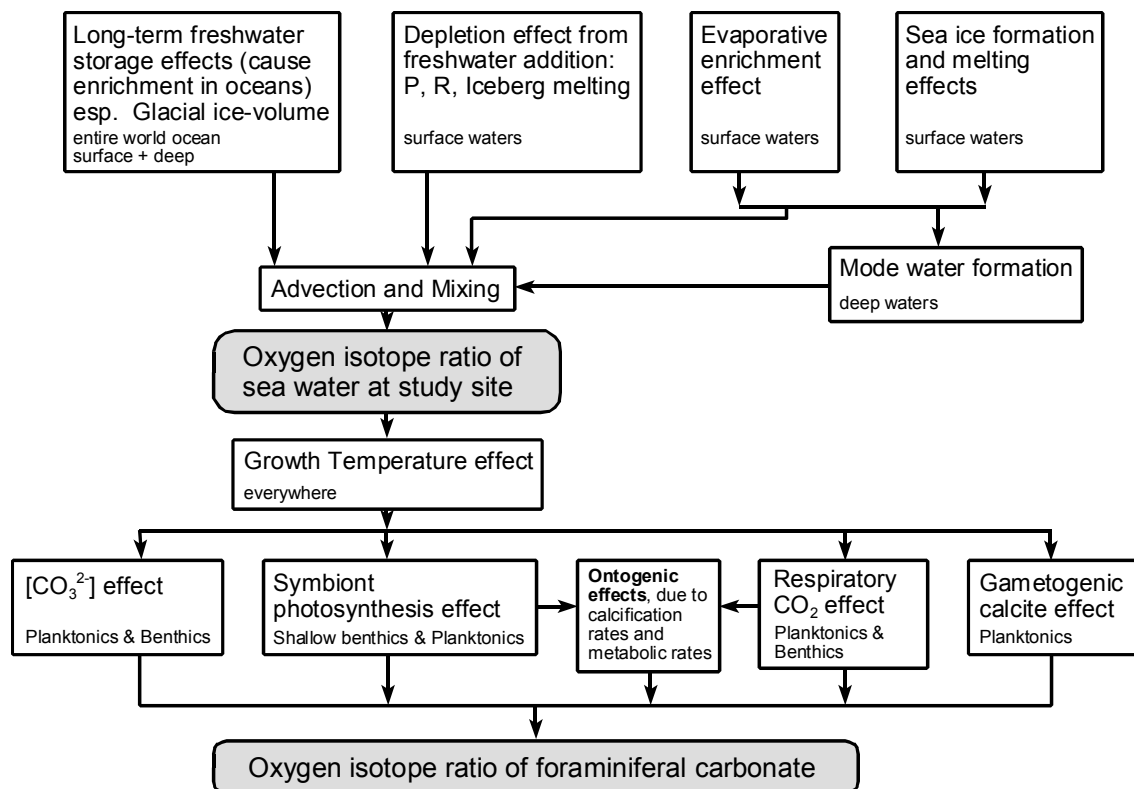 Long-term freshwater
storage effects (cause
enrichment in oceans)
esp.  Glacial ice-volume
entire world ocean
surface + deep
Depletion effect from
freshwater addition:
P, R, Iceberg melting
surface waters
Evaporative
enrichment
effect
surface waters
Sea ice formation
and melting
effects
surface waters
Advection and Mixing
Mode water formation
deep waters
Oxygen isotope ratio of
sea water at study site
Growth Temperature effect
everywhere
[CO₃²⁻] effect
Planktonics & Benthics
Symbiont
photosynthesis effect
Shallow benthics & Planktonics
Ontogenic
effects, due to
calcification
rates and
metabolic rates
Respiratory
CO₂ effect
Planktonics &
Benthics
Gametogenic
calcite effect
Planktonics
Oxygen isotope ratio of foraminiferal carbonate